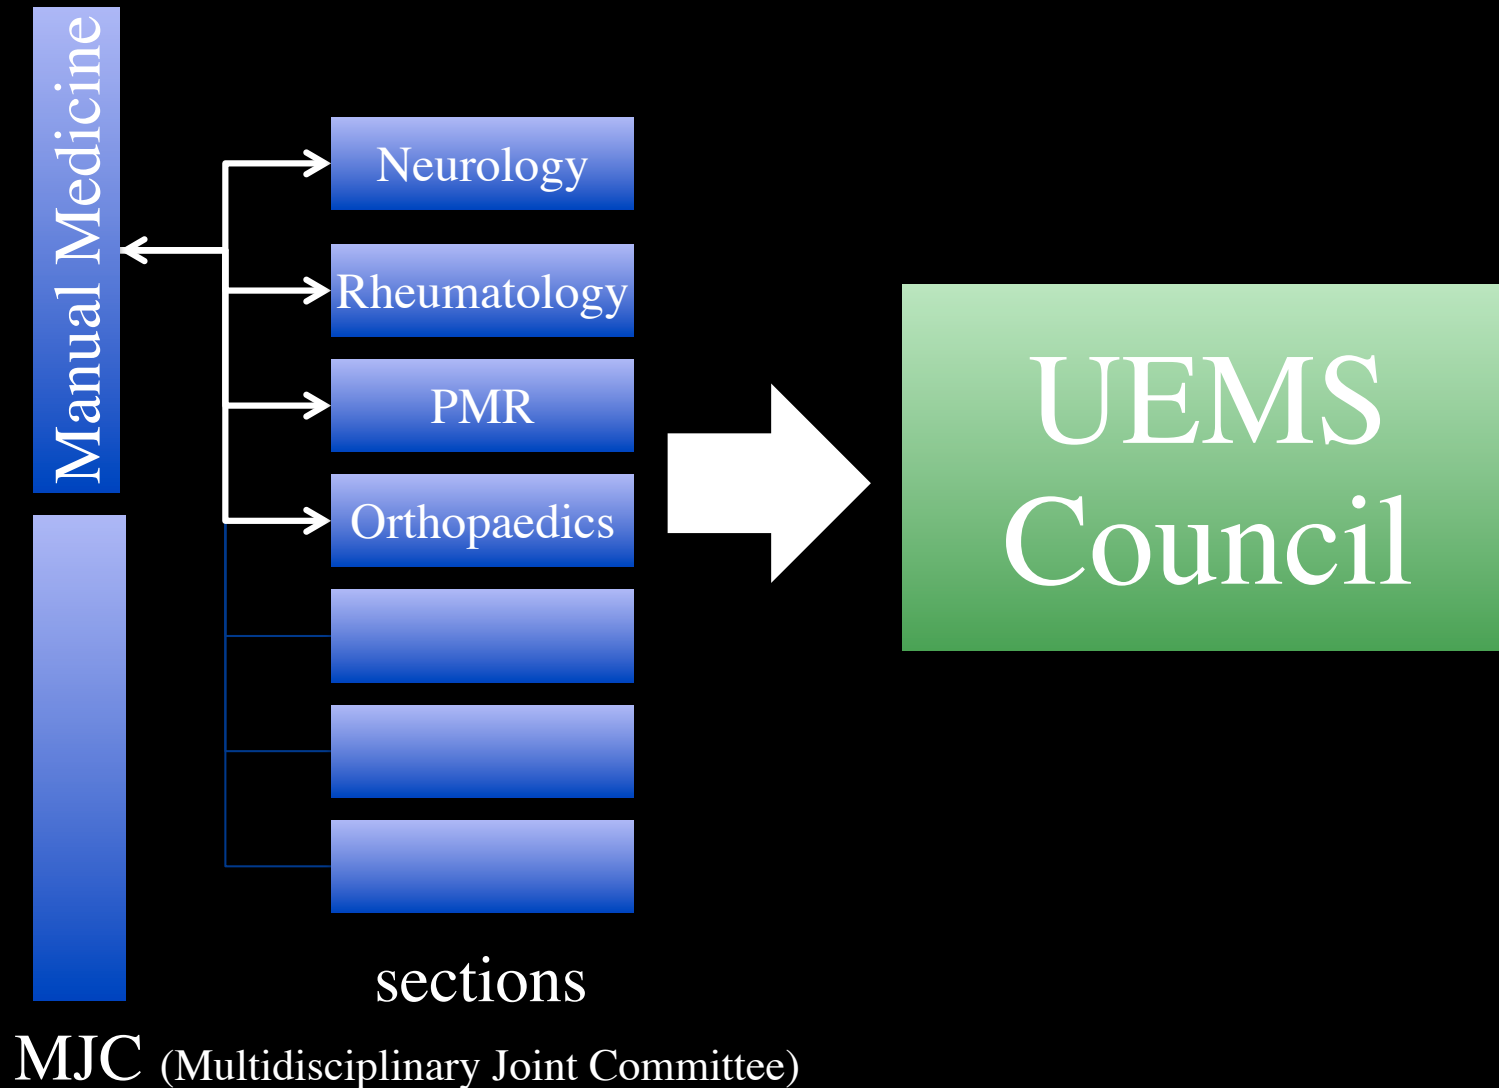 Manual Medicine
Neurology
Rheumatology
PMR
Orthopaedics
UEMS
Council
sections
MJC (Multidisciplinary Joint Committee)